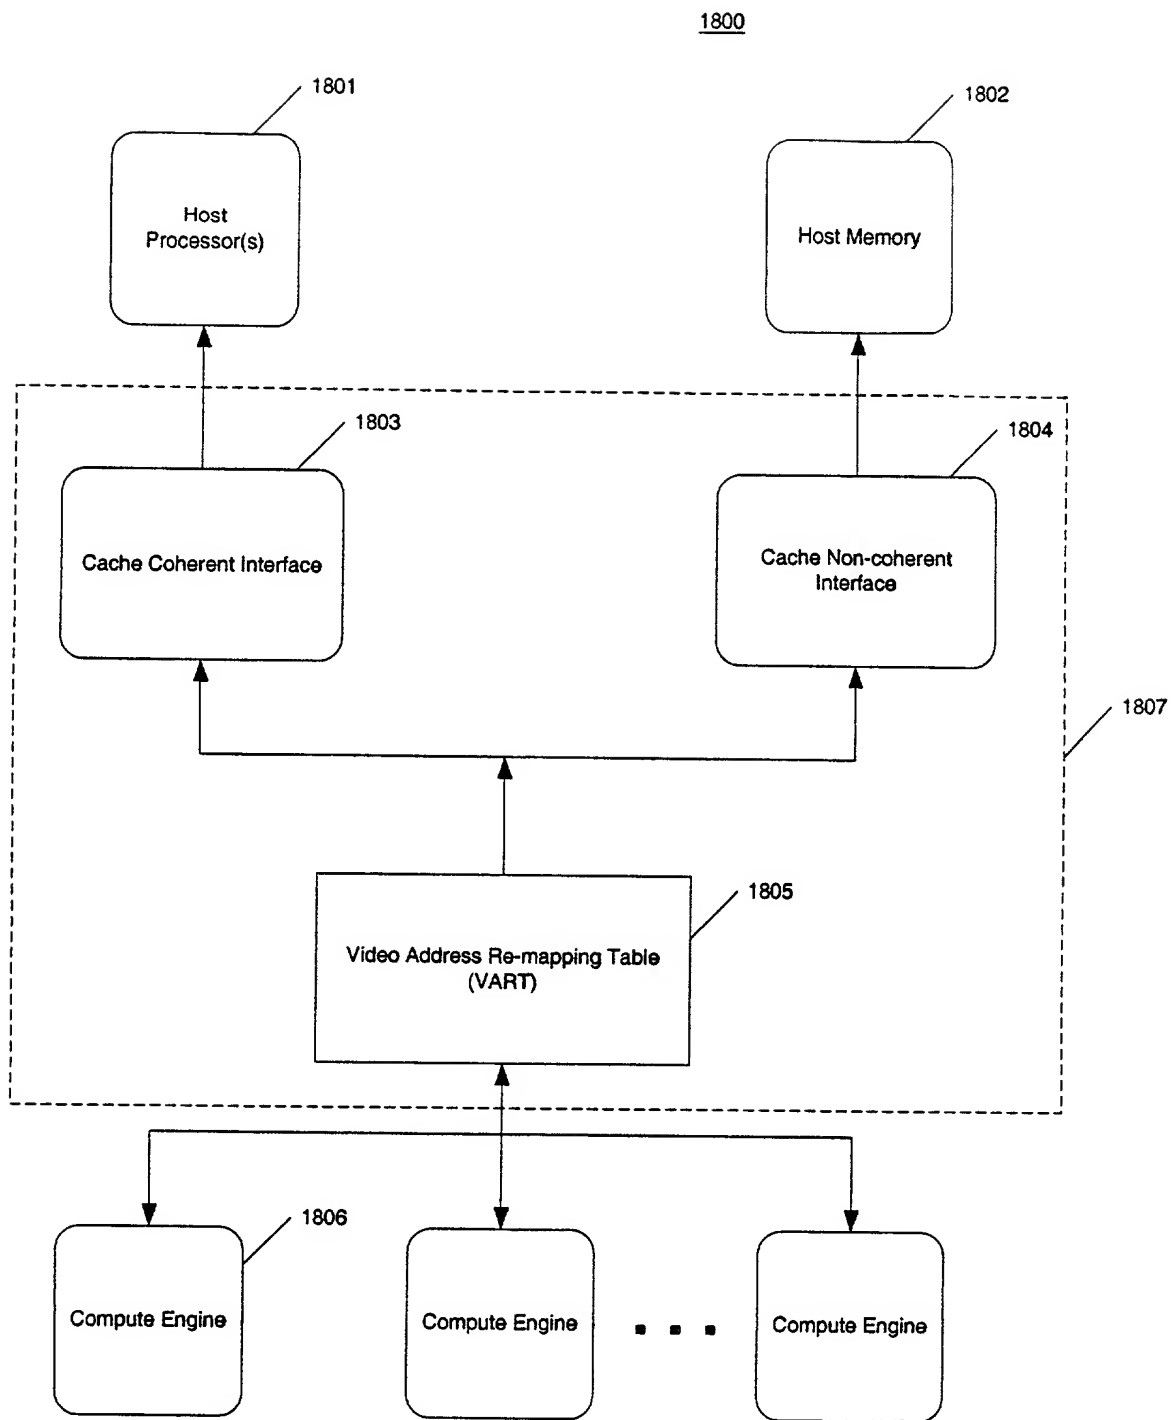 1800
1801
1802
Host
Processor(s)
Host Memory
1803
1804
Cache Coherent Interface
Cache Non-coherent
Interface
1807
1805
Video Address Re-mapping Table
(VART)
1806
Compute Engine
Compute Engine
Compute Engine